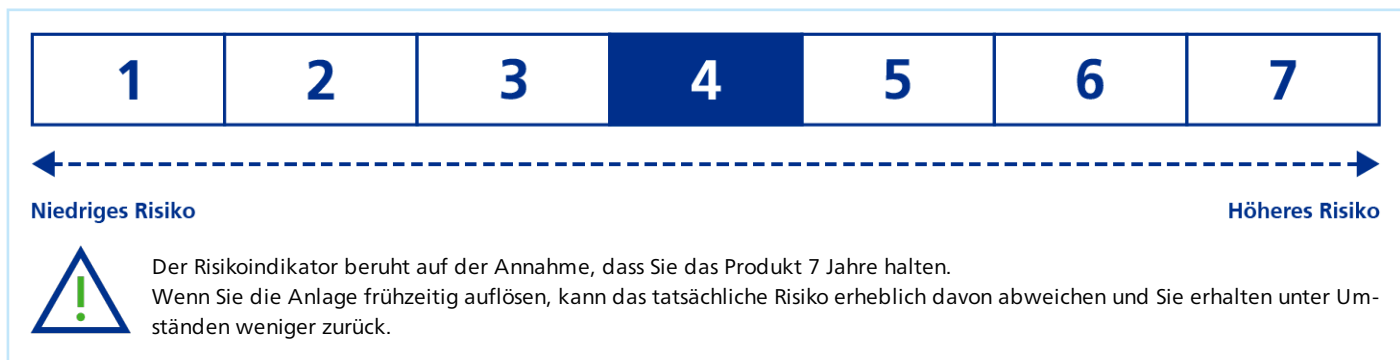 1 2 3 4 5 6 7
Niedriges Risiko Höheres Risiko
Der Risikoindikator beruht auf der Annahme, dass Sie das Produkt 7 Jahre halten.
Wenn Sie die Anlage frühzeitig auflösen, kann das tatsächliche Risiko erheblich davon abweichen und Sie erhalten unter Um-
ständen weniger zurück.